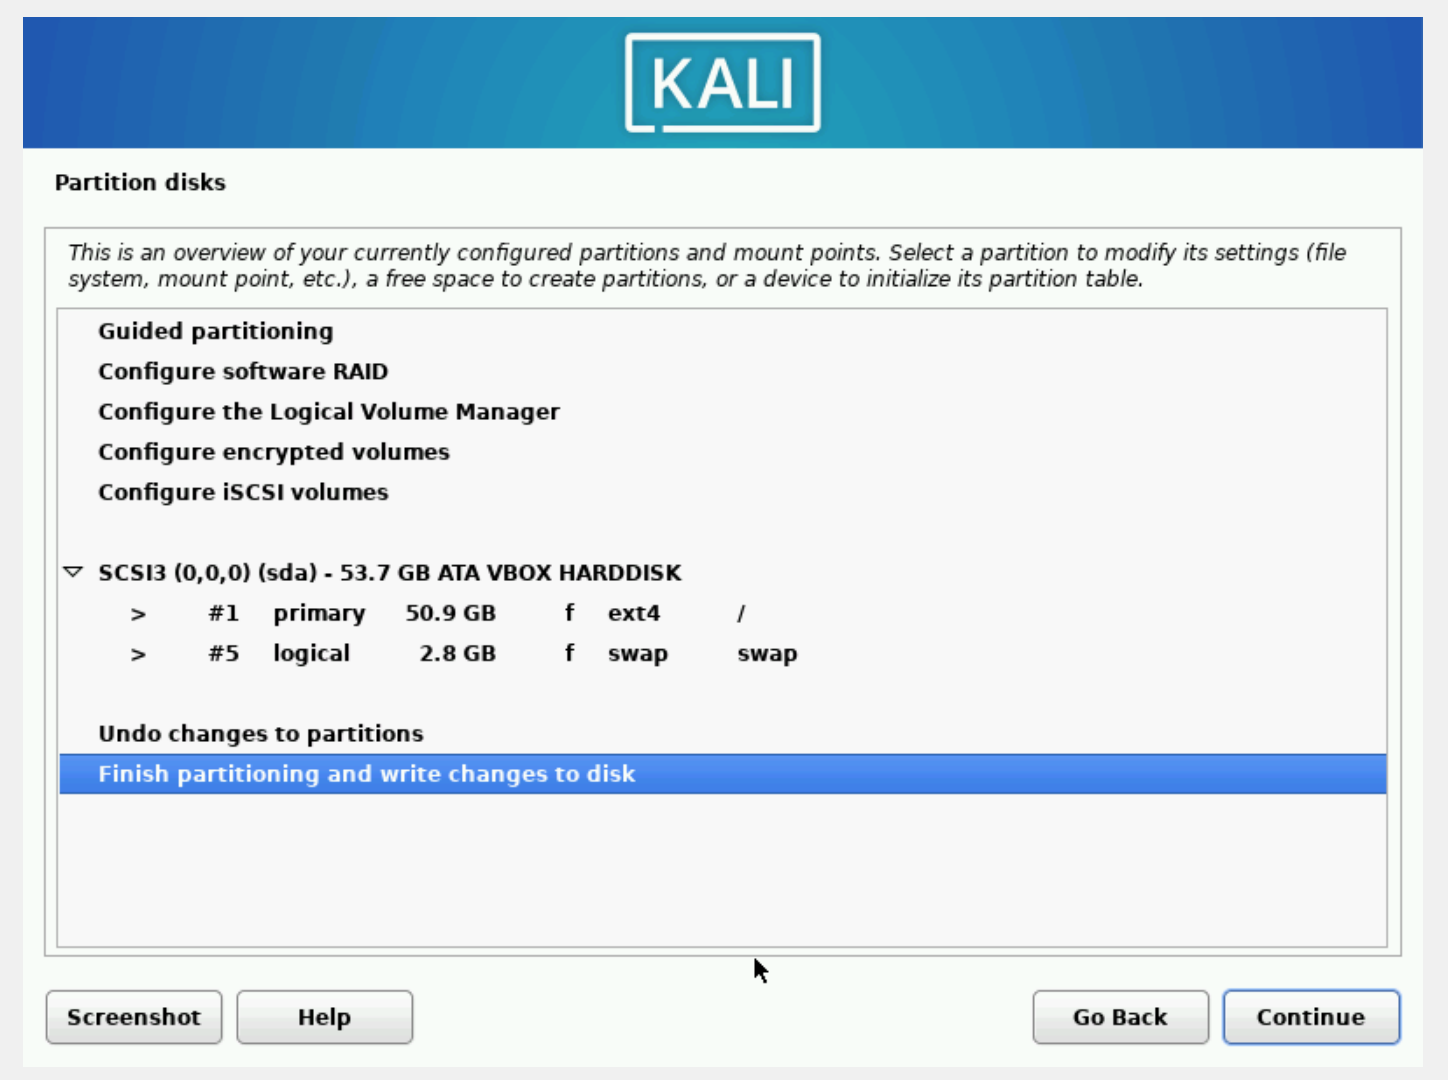 KALI
Partition disks
This is an overview of your currently configured partitions and mount points. Select a partition to modify its settings (file
system, mount point, etc.), a free space to create partitions, or a device to initialize its partition table.
Guided partitioning
Configure software RAID
Configure the Logical Volume Manager
Configure encrypted volumes
Configure iSCSI volumes
SCSI3 (0,0,0) (sda) - 53.7 GB ATA VBOX HARDDISK
> #1 primary 50.9 GB f ext4 /
> #5 logical 2.8 GB f swap swap
Undo changes to partitions
Finish partitioning and write changes to disk
Screenshot Help Go Back Continue